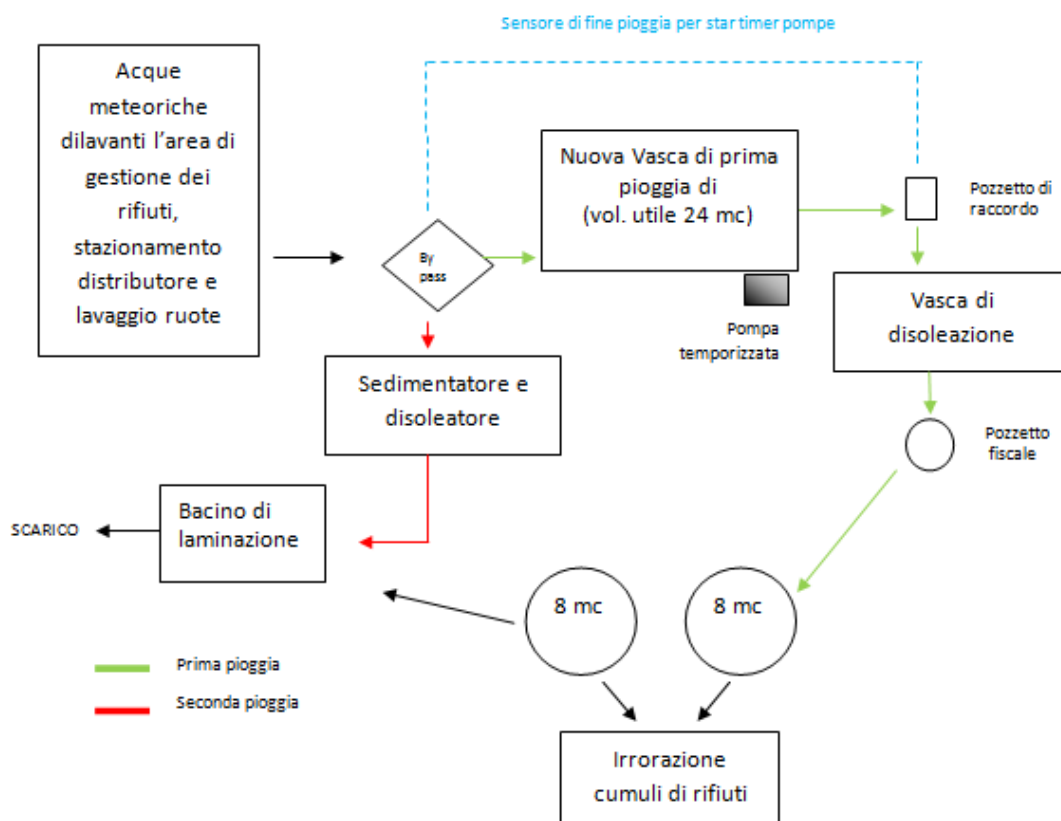 Sensore di fine pioggia per star timer pompe
Acque
meteoriche
dilavanti l'area di
gestione dei
rifiuti,
stazionamento
distributore e
lavaggio ruote
By
pass
Nuova Vasca di prima
pioggia di
(vol. utile 24 mc)
Pozzetto di
raccordo
Pompa
temporizzata
Vasca di
disoleazione
Sedimentatore e
disoleatore
Pozzetto
fiscale
SCARICO
Bacino di
laminazione
8 mc
8 mc
Prima pioggia
Seconda pioggia
Irrorazione
cumuli di rifiuti